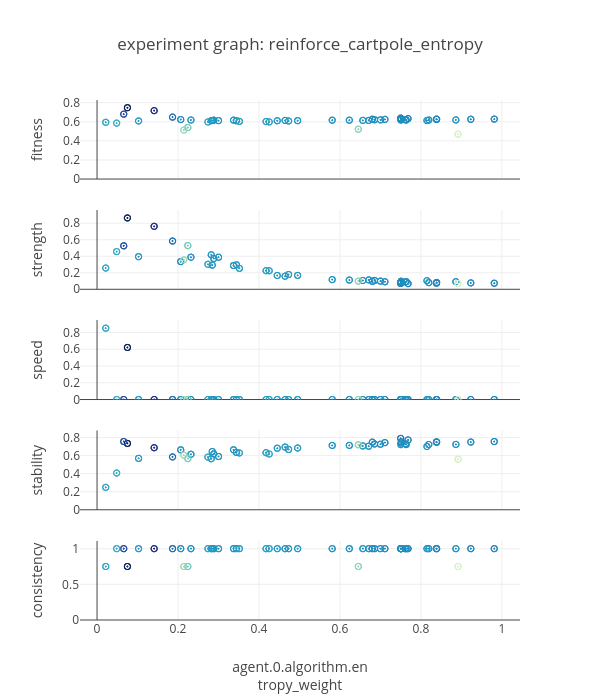 experiment graph: reinforce_cartpole_entropy
0.8
0.6
0.4
0.2
0
fitness
0.8
0.6
0.4
0.2
0
strength
0.8
0.6
0.4
0.2
0
speed
0.8
0.6
0.4
0.2
0
stability
1
0.5
0
consistency
0 0.2 0.4 0.6 0.8 1
agent.0.algorithm.en
tropy_weight